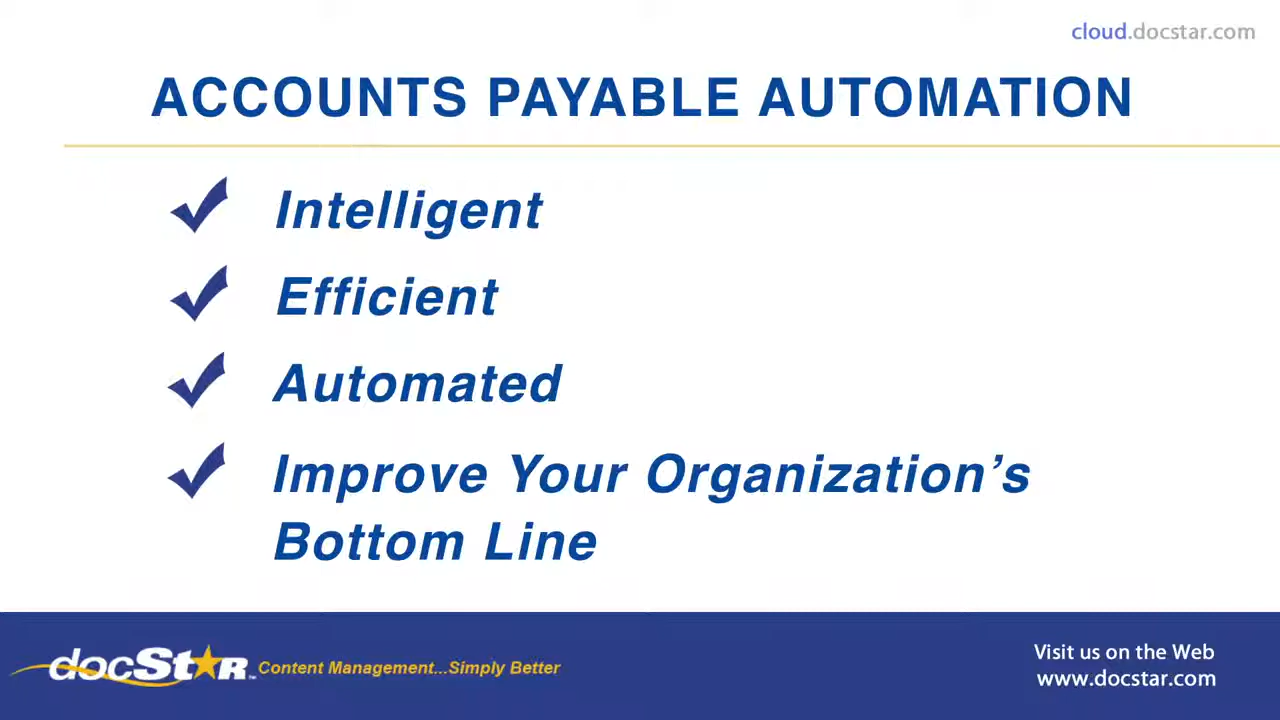 cloud.docstar.com
ACCOUNTS PAYABLE AUTOMATION
Intelligent
Efficient
Automated
Improve Your Organization’s
Bottom Line
docStar™ Content Management...Simply Better
Visit us on the Web
www.docstar.com